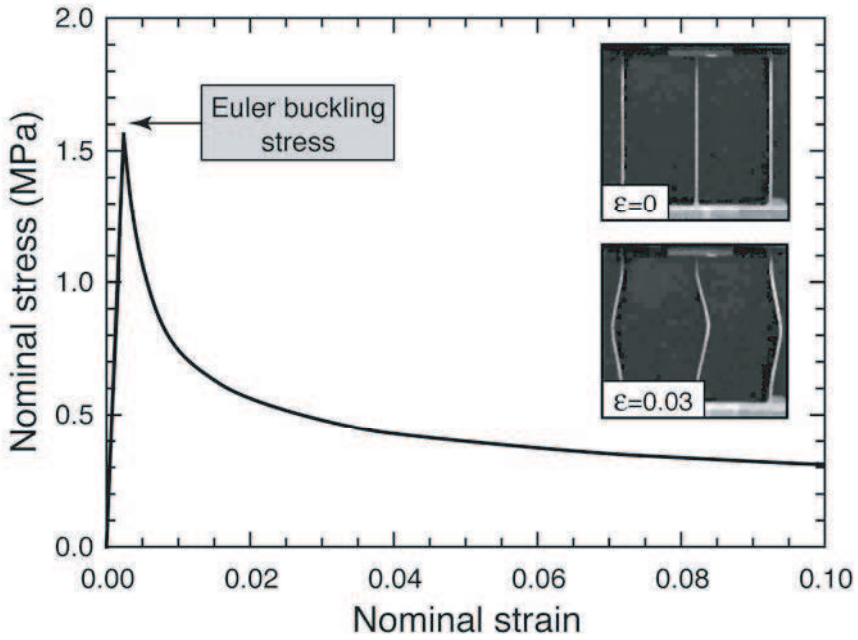 2.0
1.5
1.0
0.5
0.0
Nominal stress (MPa)
Euler buckling
stress
ε=0
ε=0.03
0.00
0.02
0.04
0.06
0.08
0.10
Nominal strain